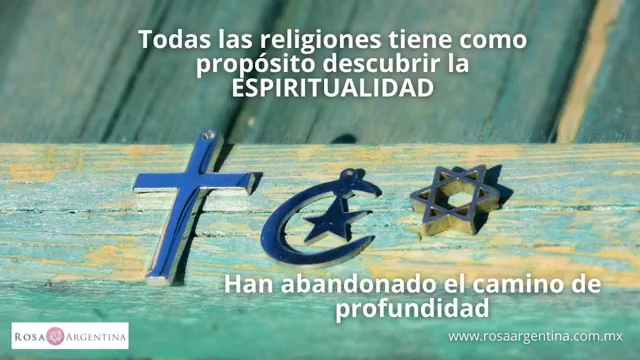 Todas las religiones tiene como
propósito descubrir la
ESPIRITUALIDAD
Han abandonado el camino de
profundidad
ROSA ARGENTINA
www.rosaargentina.com.mx